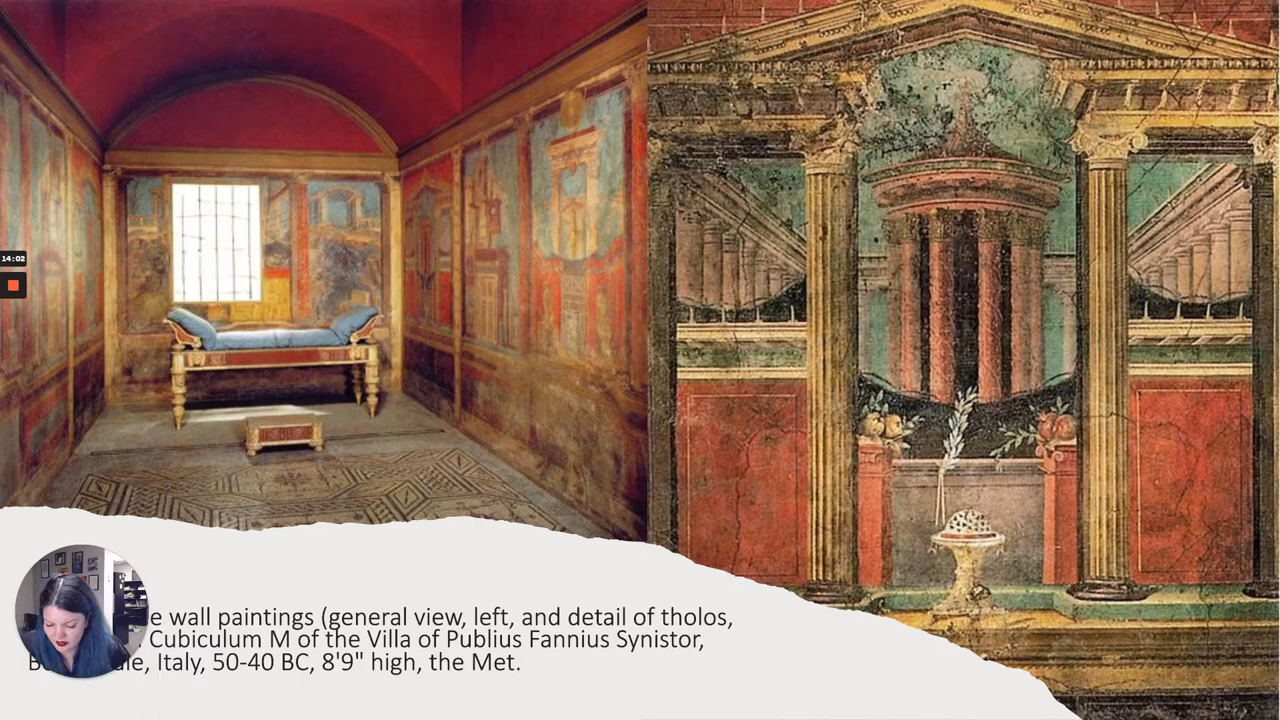 14:02
e wall paintings (general view, left, and detail of tholos,
Cubiculum M of the Villa of Publius Fannius Synistor,
Italy, 50-40 BC, 8'9" high, the Met.